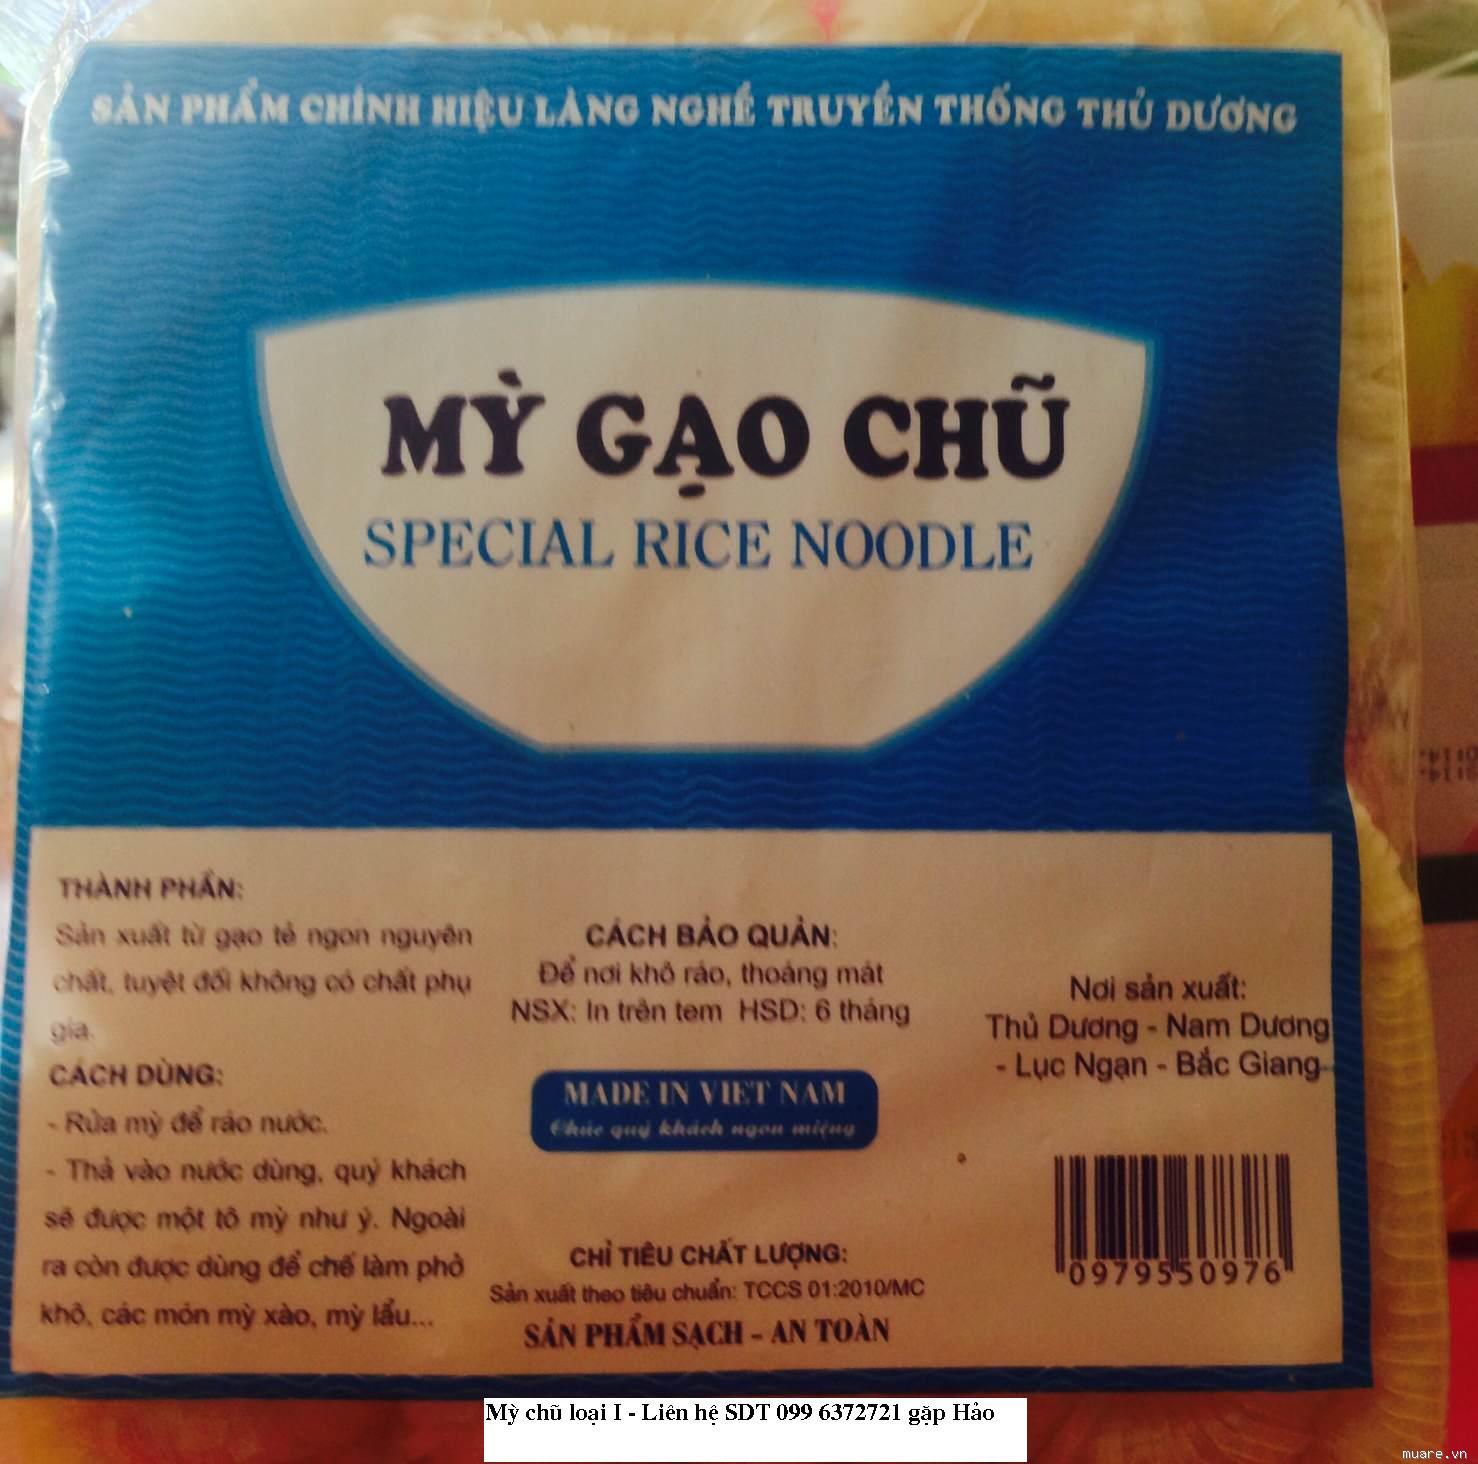 SẢN PHẨM CHÍNH HIỆU LÀNG NGHỀ TRUYỀN THỐNG THỦ DƯƠNG
MỲ GẠO CHŨ
SPECIAL RICE NOODLE
THÀNH PHẦN:
Sản xuất từ gạo tẻ ngon nguyên
chất, tuyệt đối không có chất phụ
gia.
CÁCH DÙNG:
- Rửa mỳ để ráo nước.
- Thả vào nước dùng, quý khách
sẽ được một tô mỳ như ý. Ngoài
ra còn được dùng để chế làm phở
khô, các món mỳ xào, mỳ lẩu...
CÁCH BẢO QUẢN:
Để nơi khô ráo, thoáng mát
NSX: In trên tem HSD: 6 tháng
MADE IN VIET NAM
Chúc quý khách ngon miệng
CHỈ TIÊU CHẤT LƯỢNG:
Sản xuất theo tiêu chuẩn: TCCS 01:2010/MC
SẢN PHẨM SẠCH - AN TOÀN
Nơi sản xuất:
Thủ Dương - Nam Dương
- Lục Ngạn - Bắc Giang
0979550976
Mỳ chũ loại I - Liên hệ SDT 099 6372721 gặp Hảo
muare.vn